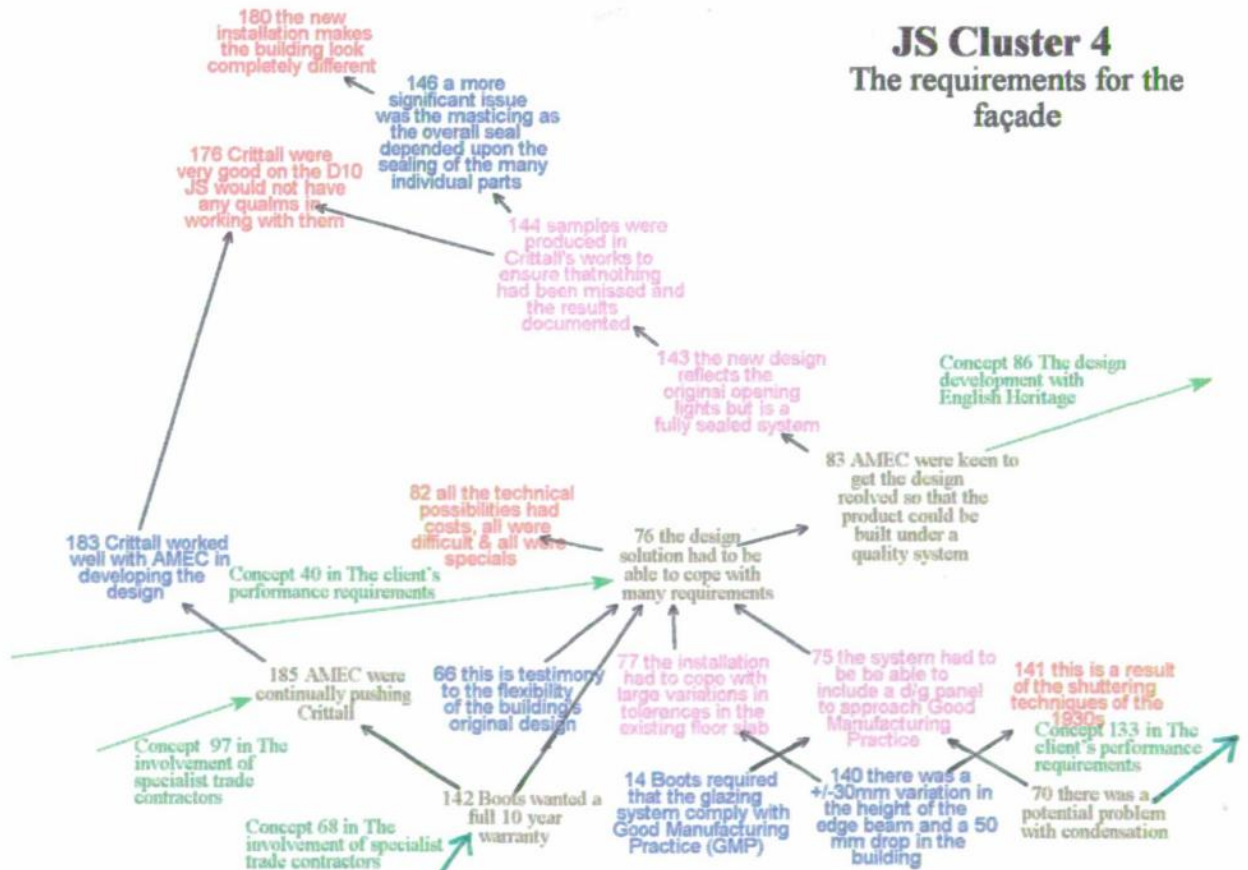 JS Cluster 4
The requirements for the
façade
180 the new
installation makes
the building look
completely different
146 a more
significant issue
was the masticing as
the overall seal
depended upon the
sealing of the many
individual parts
176 Crittall were
very good on the D10
JS would not have
any qualms in
working with them
144 samples were
produced in
Crittall's works to
ensure thatnothing
had been missed and
the results
documented
143 the new design
reflects the
original opening
lights but is a
fully sealed system
Concept 86 The design
development with
English Heritage
83 AMEC were keen to
get the design
reolved so that the
product could be
built under a
quality system
82 all the technical
possibilities had
costs, all were
difficult & all were
specials
76 the design
solution had to be
able to cope with
many requirements
183 Crittall worked
well with AMEC in
developing the
design
Concept 40 in The client's
performance requirements
185 AMEC were
continually pushing
Crittall
66 this is testimony
to the flexibility
of the building's
original design
77 the installation
had to cope with
large variations in
tolerences in the
existing floor slab
75 the system had to
be be able to
include a d/g panel
to approach Good
Manufacturing
Practice
141 this is a result
of the shuttering
techniques of the
1930s
Concept 97 in The
involvement of
specialist trade
contractors
Concept 133 in The
client's performance
requirements
142 Boots wanted a
full 10 year
warranty
14 Boots required
that the glazing
system comply with
Good Manufacturing
Practice (GMP)
140 there was a
+/-30mm variation in
the height of the
edge beam and a 50
mm drop in the
building
70 there was a
potential problem
with condensation
Concept 68 in The
involvement of specialist
trade contractors